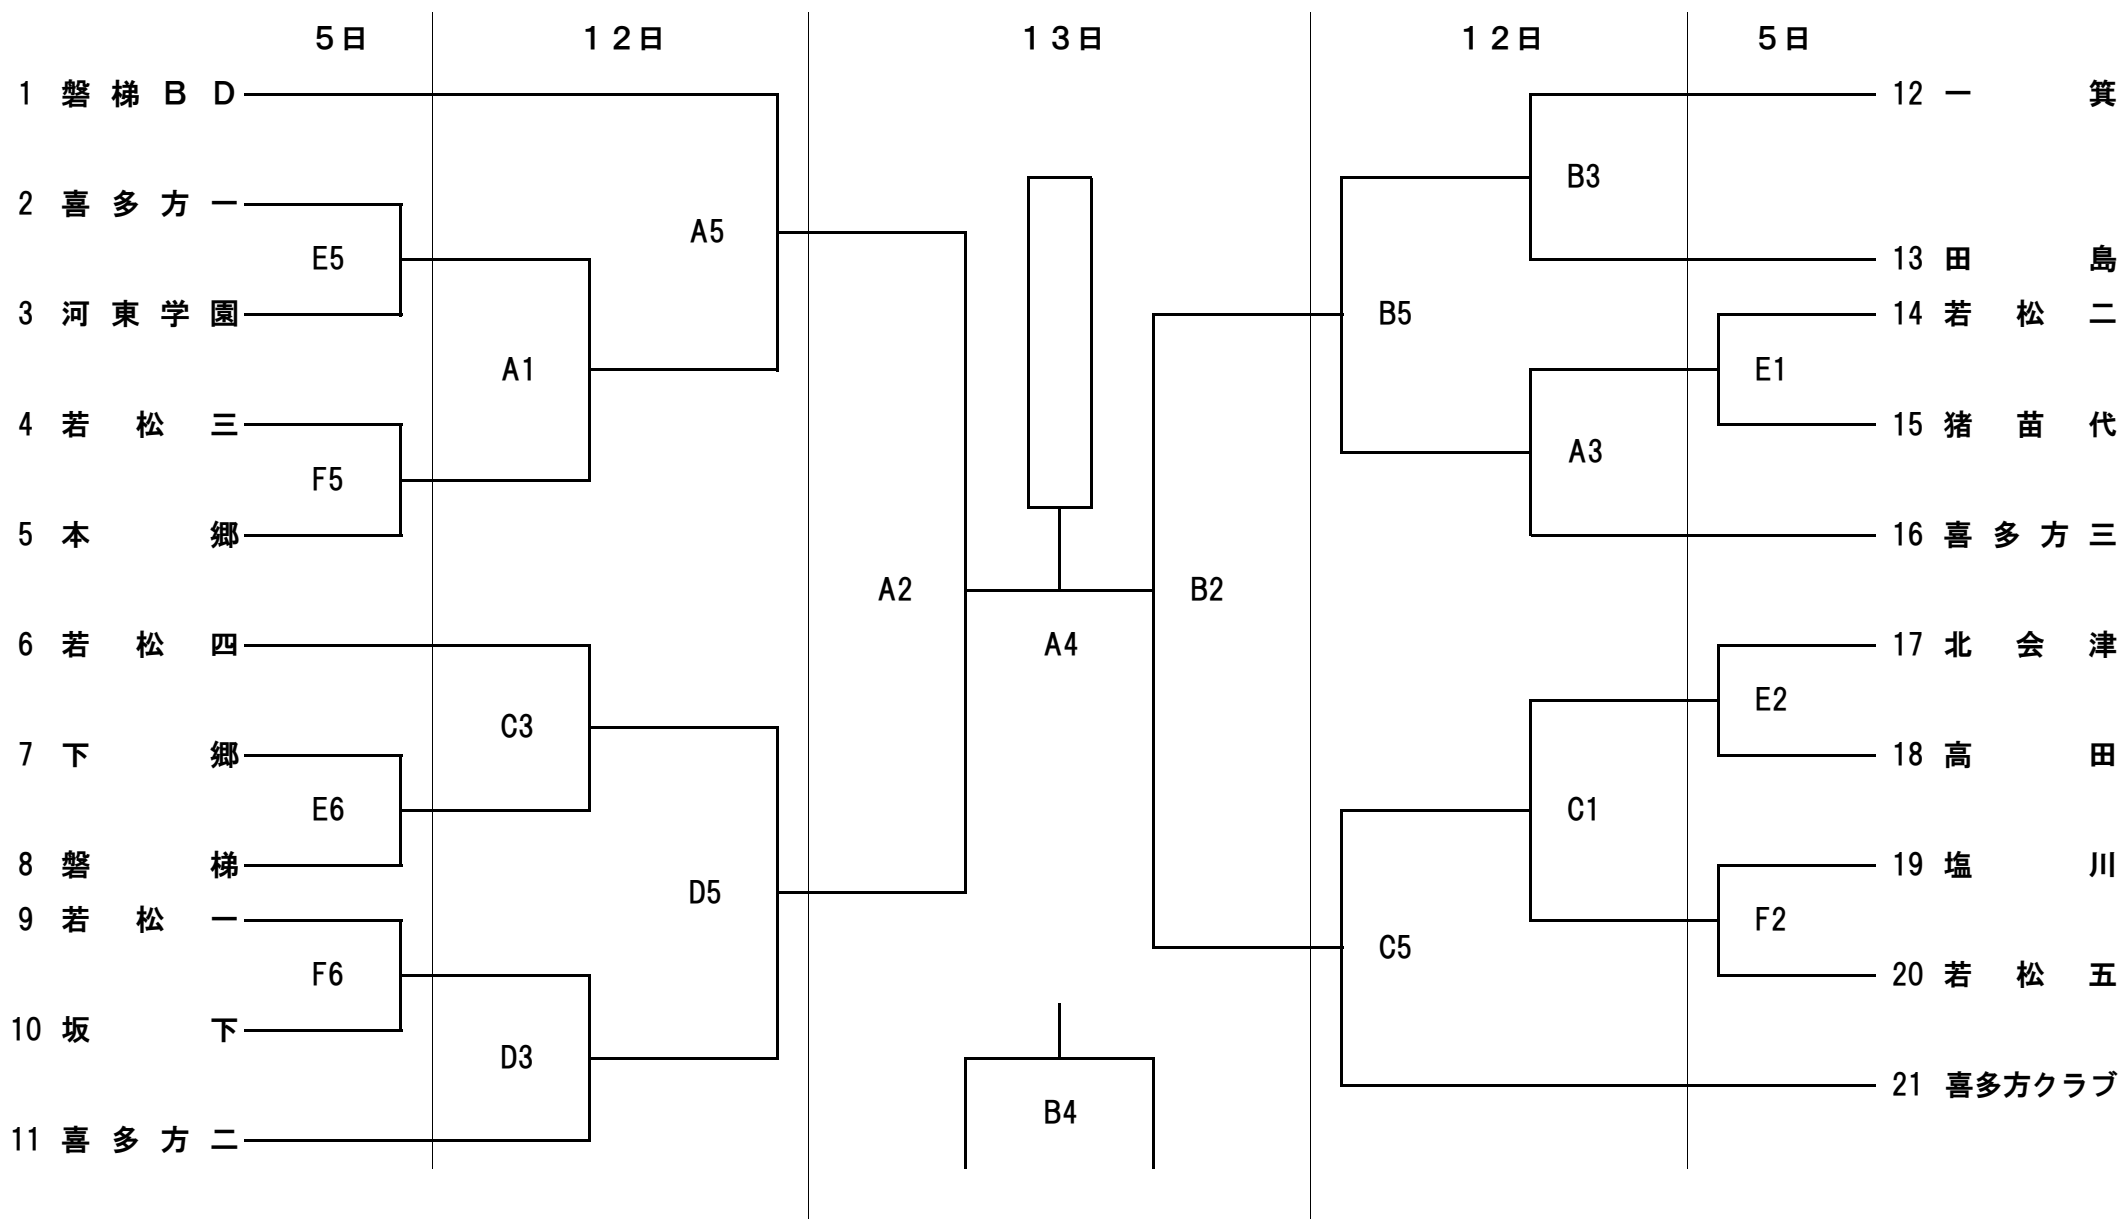 5日 12日 13日 12日 5日
1 磐梯BD 12 一箕
B3
2 喜多方一
A5
E5 13 田島
3 河東学園 B5 14 若松二
A1 E1
4 若松三 15 猪苗代
A3
F5
5 本郷 16 喜多方三
A2 B2
6 若松四 A4 17 北会津
E2
C3
7 下郷 18 高田
E6 C1
8 磐梯 19 塩川
D5
9 若松一 F2
C5
F6 20 若松五
10 坂下
D3
21 喜多方クラブ
B4
11 喜多方二